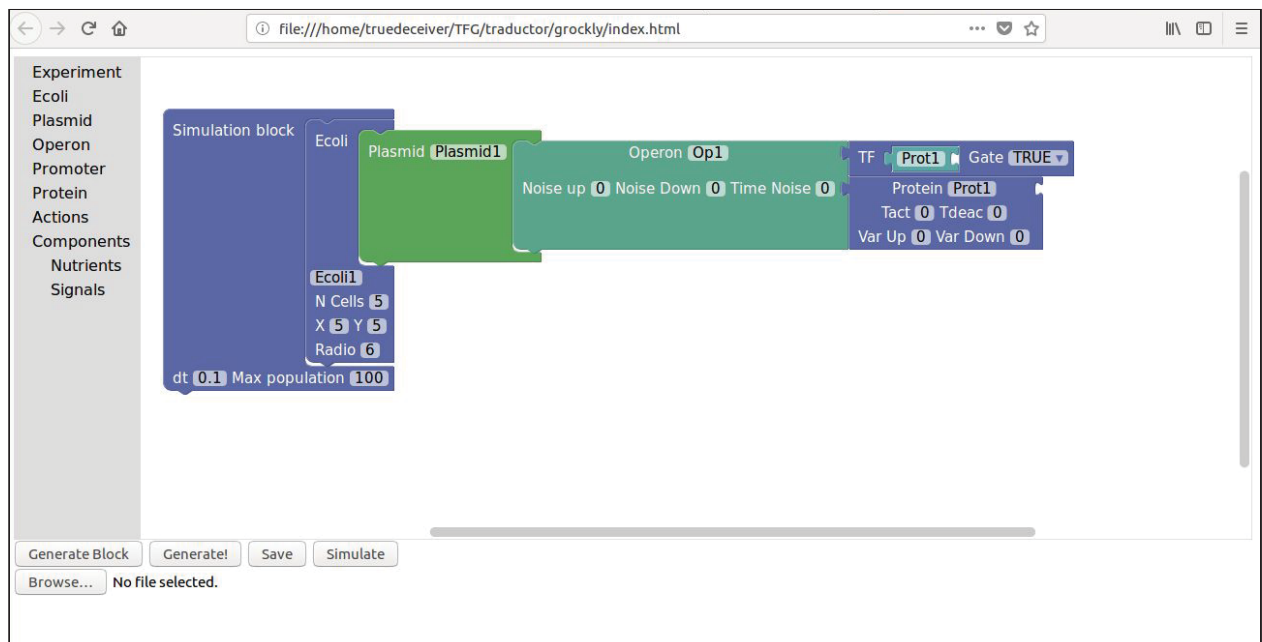 file:///home/truedeceiver/TFG/traductor/grockly/index.html
Experiment
Ecoli
Plasmid
Operon
Promoter
Protein
Actions
Components
Nutrients
Signals
Simulation block
Ecoli
Plasmid Plasmid1
Operon Op1
Noise up 0 Noise Down 0 Time Noise 0
TF Prot1 Gate TRUE
Protein Prot1
Tact 0 Tdeac 0
Var Up 0 Var Down 0
Ecoli1
N Cells 5
X 5 Y 5
Radio 6
dt 0.1 Max population 100
Generate Block Generate! Save Simulate
Browse... No file selected.